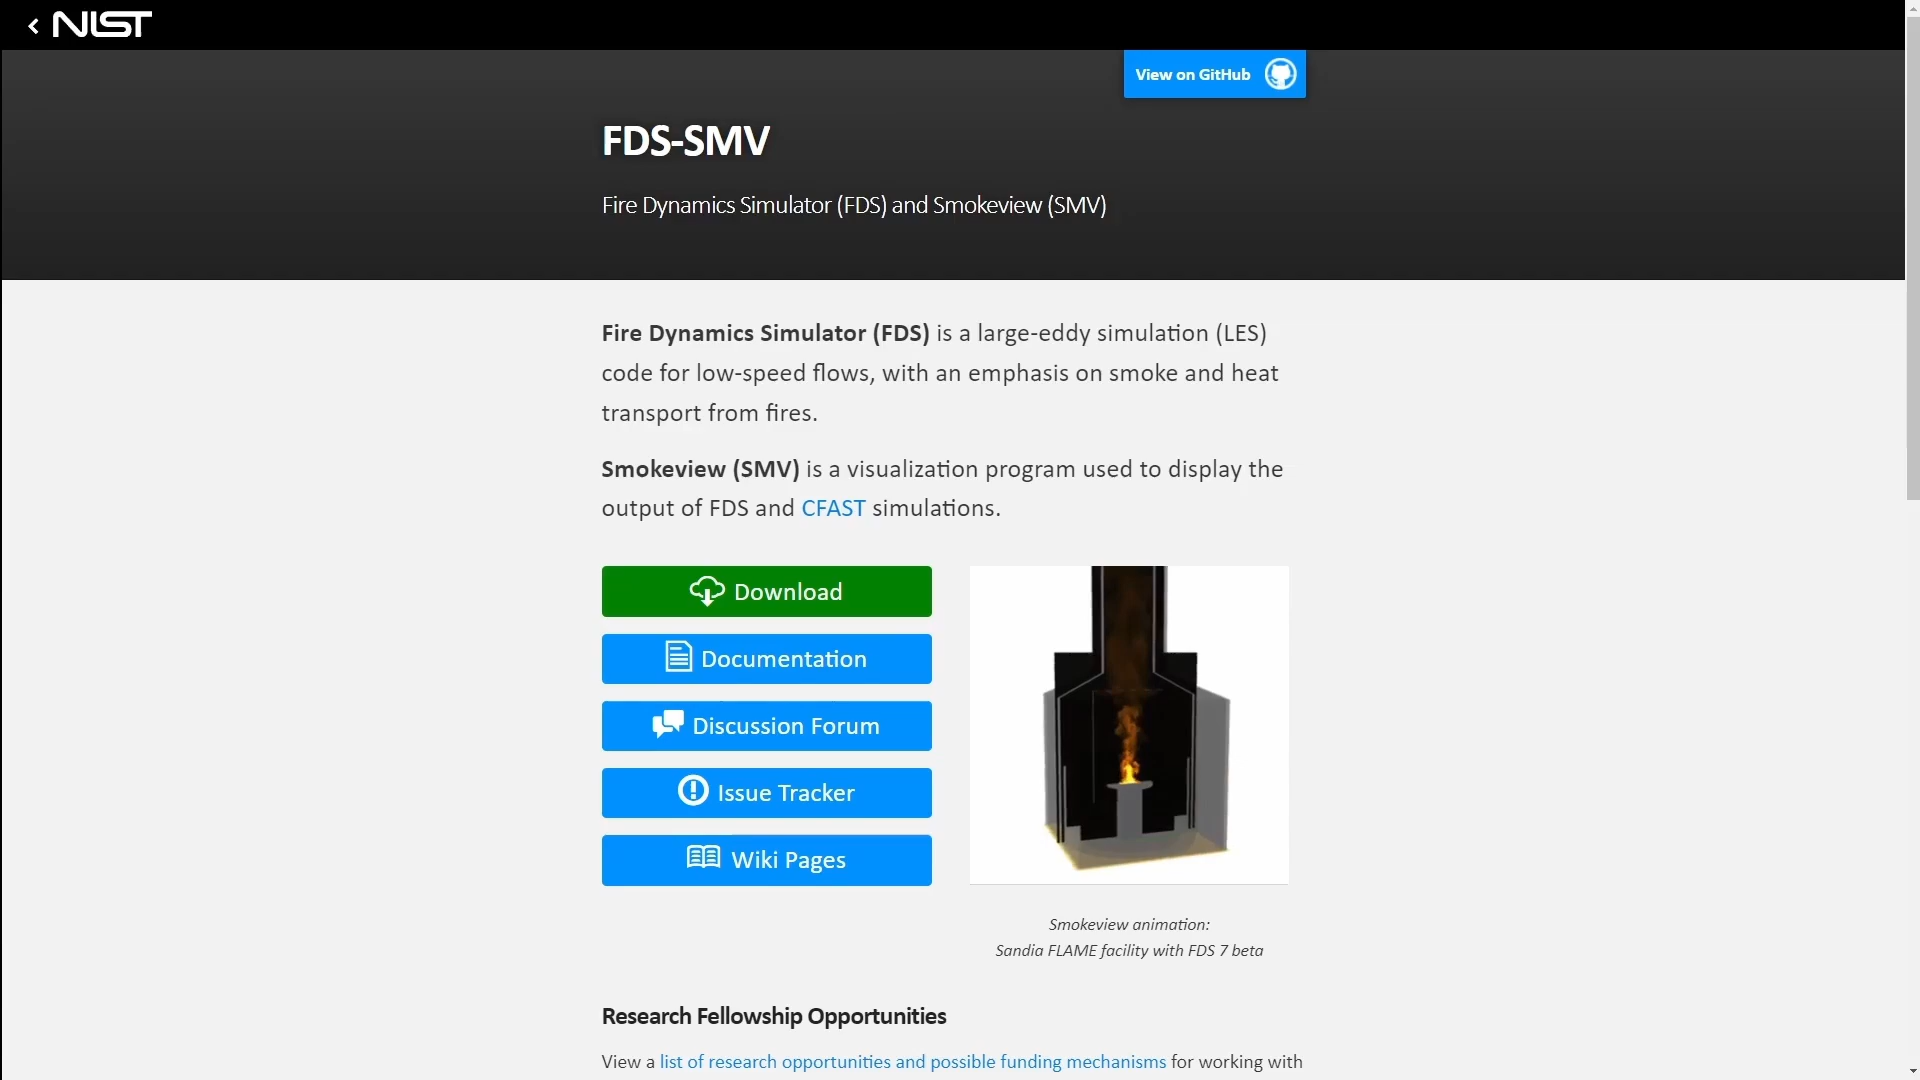 NIST
View on GitHub
FDS-SMV
Fire Dynamics Simulator (FDS) and Smokeview (SMV)
Fire Dynamics Simulator (FDS) is a large-eddy simulation (LES)
code for low-speed flows, with an emphasis on smoke and heat
transport from fires.
Smokeview (SMV) is a visualization program used to display the
output of FDS and CFAST simulations.
Download
Documentation
Discussion Forum
Issue Tracker
Wiki Pages
Smokeview animation:
Sandia FLAME facility with FDS 7 beta
Research Fellowship Opportunities
View a list of research opportunities and possible funding mechanisms for working with